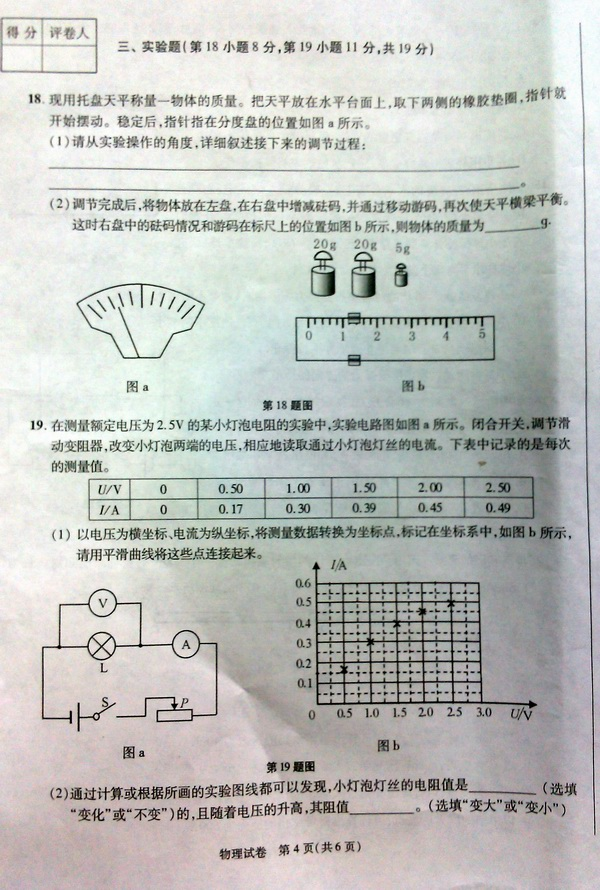 得分 评卷人
三、实验题(第18小题8分,第19小题11分,共19分)
18. 现用托盘天平称量一物体的质量。把天平放在水平台面上,取下两侧的橡胶垫圈,指针就
开始摆动。稳定后,指针指在分度盘的位置如图a所示。
(1)请从实验操作的角度,详细叙述接下来的调节过程:
。
(2)调节完成后,将物体放在左盘,在右盘中增减砝码,并通过移动游码,再次使天平横梁平衡。
这时右盘中的砝码情况和游码在标尺上的位置如图b所示,则物体的质量为________g.
20g 20g 5g
0 1 2 3 4 5
图a 图b
第18题图
19. 在测量额定电压为2.5V的某小灯泡电阻的实验中,实验电路图如图a所示。闭合开关,调节滑
动变阻器,改变小灯泡两端的电压,相应地读取通过小灯泡灯丝的电流。下表中记录的是每次
的测量值。
U/V 0 0.50 1.00 1.50 2.00 2.50
I/A 0 0.17 0.30 0.39 0.45 0.49
(1) 以电压为横坐标、电流为纵坐标,将测量数据转换为坐标点,标记在坐标系中,如图b所示,
请用平滑曲线将这些点连接起来。
V
L
A
S
P
图a
I/A
0.6
0.5
0.4
0.3
0.2
0.1
0 0.5 1.0 1.5 2.0 2.5 3.0 U/V
图b
第19题图
(2)通过计算或根据所画的实验图线都可以发现,小灯泡灯丝的电阻值是________(选填
“变化”或“不变”)的,且随着电压的升高,其阻值________。(选填“变大”或“变小”)
物理试卷 第4页(共6页)